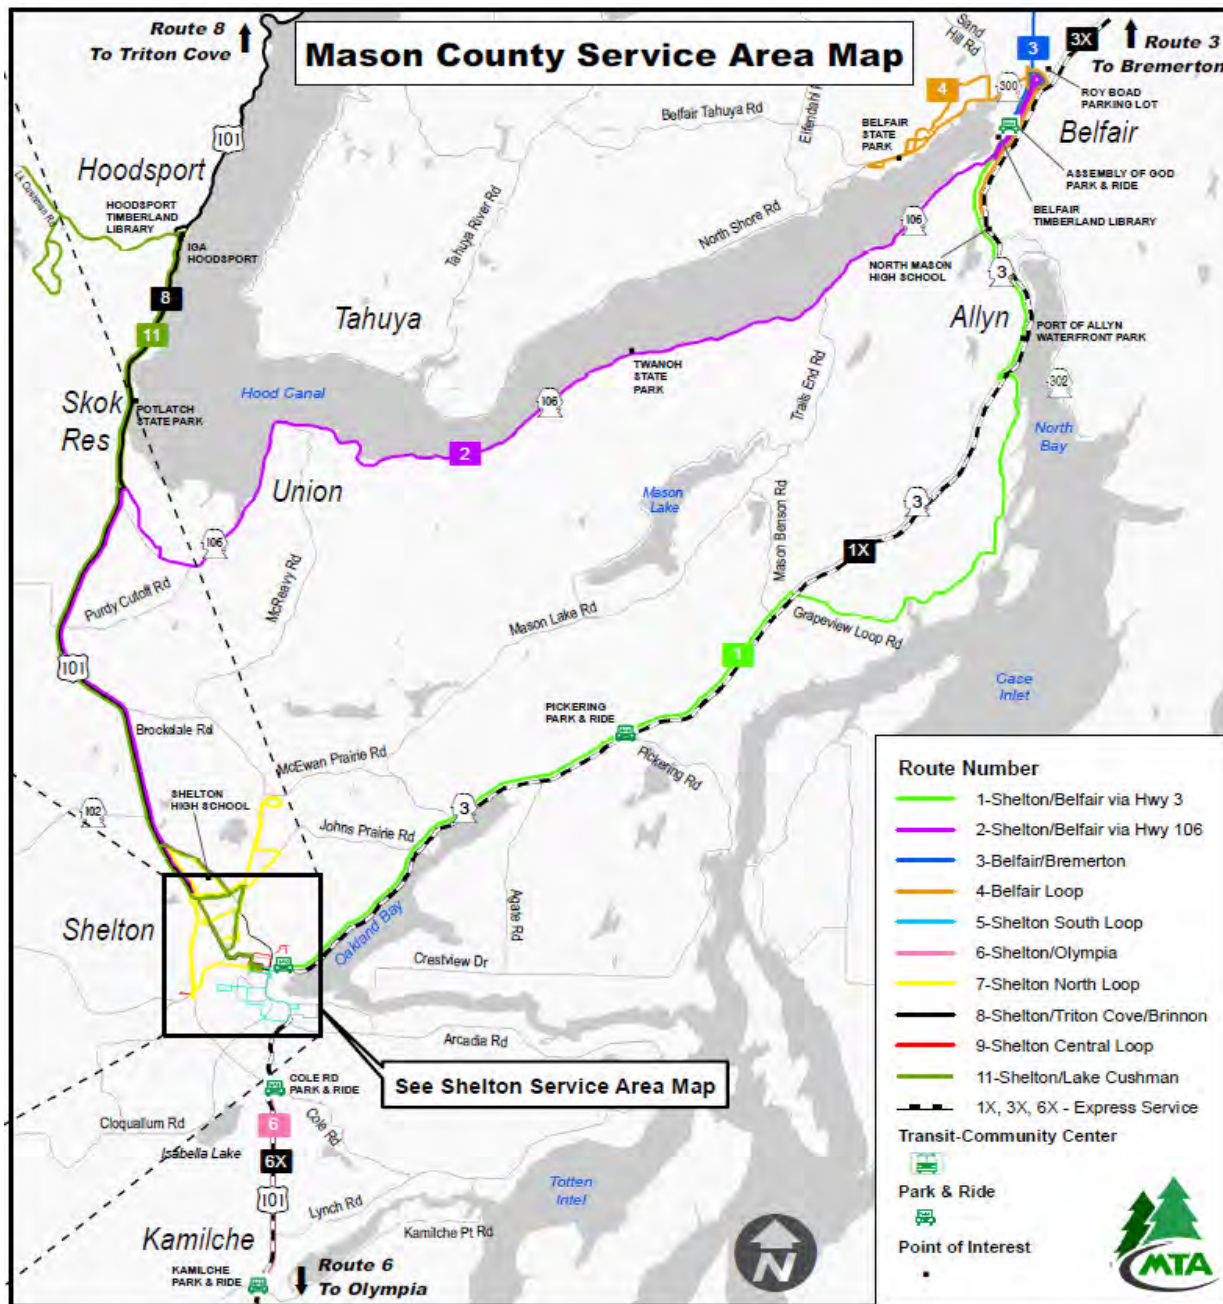 Mason County Service Area Map
Route 8
To Triton Cove
101
Hoodsport
Lk Cushman Rd
HOODSPORT
TIMBERLAND
LIBRARY
IGA
HOODSPORT
8
11
Skok
Res
POTLATCH
STATE PARK
Hood Canal
Tahuya
Tahuya River Rd
Belfair Tahuya Rd
North Shore Rd
BELFAIR
STATE
PARK
4
Sand
Hill Rd
300
3
3X
Route 3
To Bremerton
ROY BOAD
PARKING LOT
Belfair
ASSEMBLY OF GOD
PARK & RIDE
BELFAIR
TIMBERLAND LIBRARY
106
NORTH MASON
HIGH SCHOOL
3
Allyn
PORT OF ALLYN
WATERFRONT PARK
302
North
Bay
TWANOH
STATE
PARK
106
Trails End Rd
2
Union
106
Mason
Lake
Mason Benson Rd
3
1X
Purdy Cutoff Rd
McReavy Rd
Mason Lake Rd
Grapeview Loop Rd
101
1
Case
Inlet
Brockdale Rd
PICKERING
PARK & RIDE
Pickering Rd
McEwan Prairie Rd
SHELTON
HIGH SCHOOL
102
Johns Prairie Rd
3
Shelton
Oakland Bay
Agate Rd
Crestview Dr
Arcadia Rd
See Shelton Service Area Map
COLE RD
PARK & RIDE
Cloquallum Rd
6
Cole Rd
Isabella Lake
6X
101
Lynch Rd
Totten
Intel
Kamilche
Kamilche Pt Rd
KAMILCHE
PARK & RIDE
Route 6
To Olympia
N
Route Number
1-Shelton/Belfair via Hwy 3
2-Shelton/Belfair via Hwy 106
3-Belfair/Bremerton
4-Belfair Loop
5-Shelton South Loop
6-Shelton/Olympia
7-Shelton North Loop
8-Shelton/Triton Cove/Brinnon
9-Shelton Central Loop
11-Shelton/Lake Cushman
1X, 3X, 6X - Express Service
Transit-Community Center
Park & Ride
Point of Interest
MTA